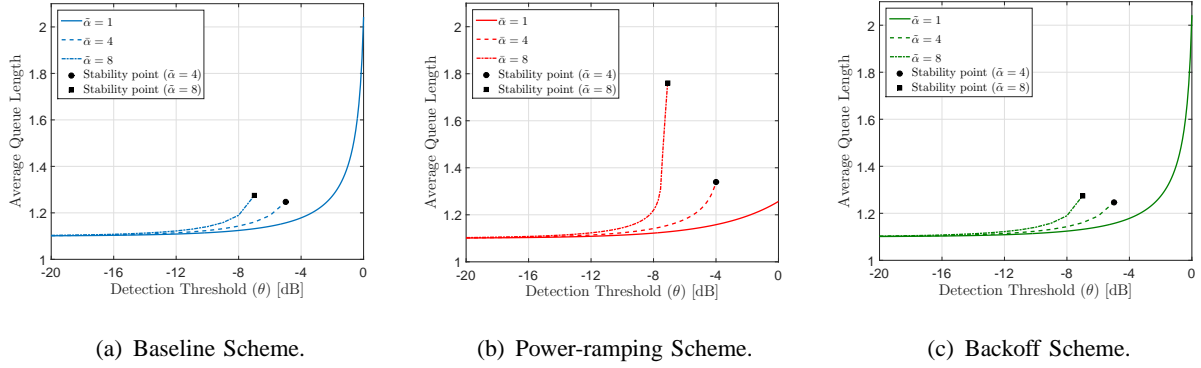 2
1.8
1.6
1.4
1.2
1
Average Queue Length
α̃ = 1
α̃ = 4
α̃ = 8
Stability point (α̃ = 4)
Stability point (α̃ = 8)
-20 -16 -12 -8 -4 0
Detection Threshold (θ) [dB]
(a) Baseline Scheme.
2
1.8
1.6
1.4
1.2
1
Average Queue Length
α̃ = 1
α̃ = 4
α̃ = 8
Stability point (α̃ = 4)
Stability point (α̃ = 8)
-20 -16 -12 -8 -4 0
Detection Threshold (θ) [dB]
(b) Power-ramping Scheme.
2
1.8
1.6
1.4
1.2
1
Average Queue Length
α̃ = 1
α̃ = 4
α̃ = 8
Stability point (α̃ = 4)
Stability point (α̃ = 8)
-20 -16 -12 -8 -4 0
Detection Threshold (θ) [dB]
(c) Backoff Scheme.